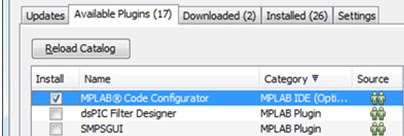 Updates Available Plugins (17) Downloaded (2) Installed (26) Settings
Reload Catalog
Install Name Category Source
MPLAB® Code Configurator MPLAB IDE (Opti...
dsPIC Filter Designer MPLAB Plugin
SMPSGUI MPLAB Plugin